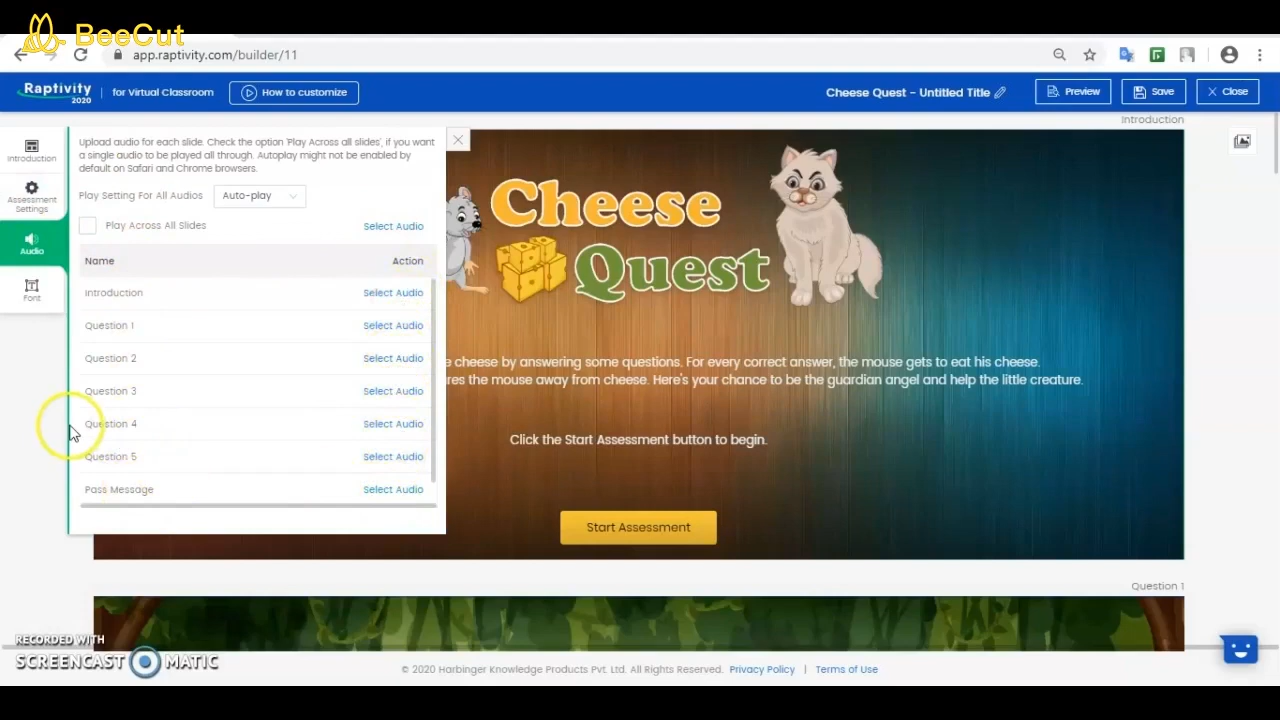 BeeCut
app.raptivity.com/builder/11
Raptivity 2020
for Virtual Classroom
How to customize
Cheese Quest - Untitled Title
Preview
Save
Close
Introduction
Introduction
Assessment
Settings
Audio
Font
Upload audio for each slide. Check the option 'Play Across all slides', if you want
a single audio to be played all through. Autoplay might not be enabled by
default on Safari and Chrome browsers.
Play Setting For All Audios
Auto-play
Play Across All Slides
Select Audio
Name
Action
Introduction
Select Audio
Question 1
Select Audio
Question 2
Select Audio
Question 3
Select Audio
Question 4
Select Audio
Question 5
Select Audio
Pass Message
Select Audio
Cheese
Quest
e cheese by answering some questions. For every correct answer, the mouse gets to eat his cheese.
res the mouse away from cheese. Here's your chance to be the guardian angel and help the little creature.
Click the Start Assessment button to begin.
Start Assessment
Question 1
RECORDED WITH
SCREENCAST MATIC
© 2020 Harbinger Knowledge Products Pvt. Ltd. All Rights Reserved.
Privacy Policy | Terms of Use